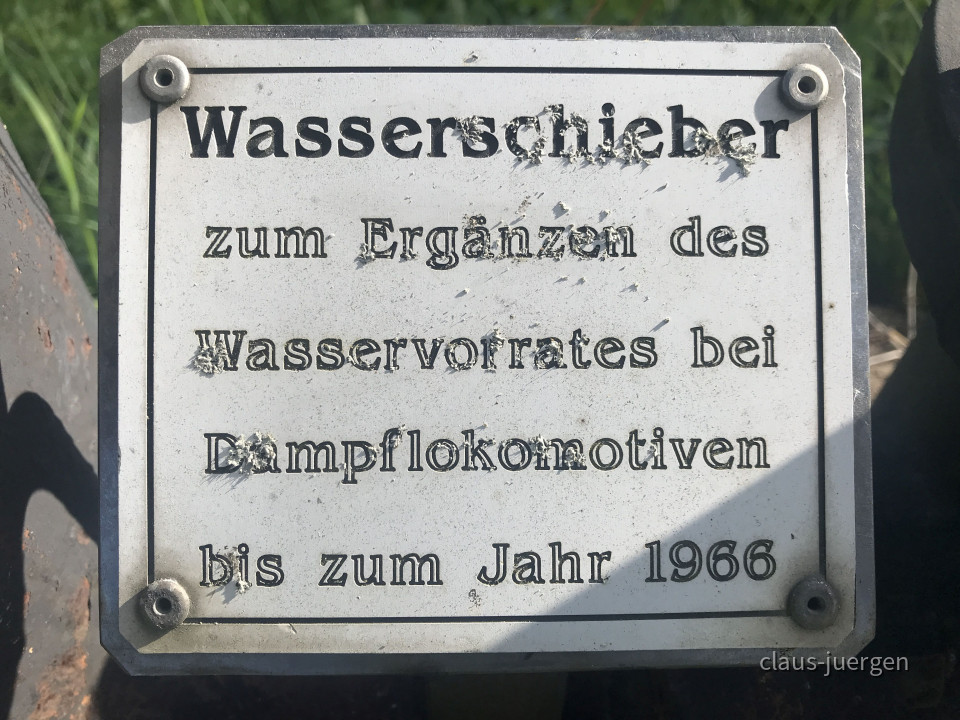 Wasserschieber
zum Ergänzen des
Wasservorrates bei
Dampflokomotiven
bis zum Jahr 1966
claus-juergen